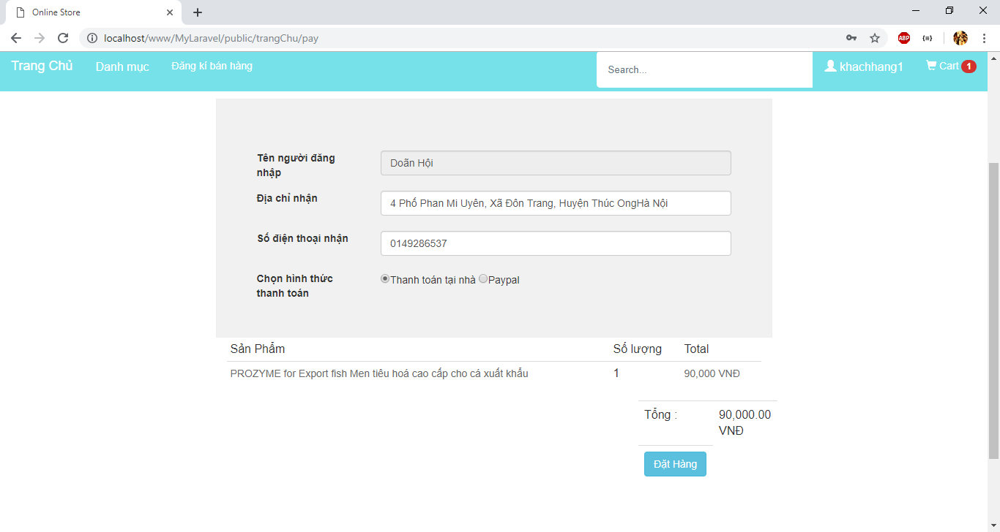 Online Store
localhost/www/MyLaravel/public/trangChu/pay
ABP
Trang Chủ Danh mục Đăng kí bán hàng Search... khachhang1 Cart 1
Tên người đăng nhập Doãn Hội
Địa chỉ nhận 4 Phố Phan Mi Uyên, Xã Đôn Trang, Huyện Thúc OngHà Nội
Số điện thoại nhận 0149286537
Chọn hình thức thanh toán Thanh toán tại nhà Paypal
Sản Phẩm Số lượng Total
PROZYME for Export fish Men tiêu hoá cao cấp cho cá xuất khẩu 1 90,000 VNĐ
Tổng : 90,000.00
VNĐ
Đặt Hàng